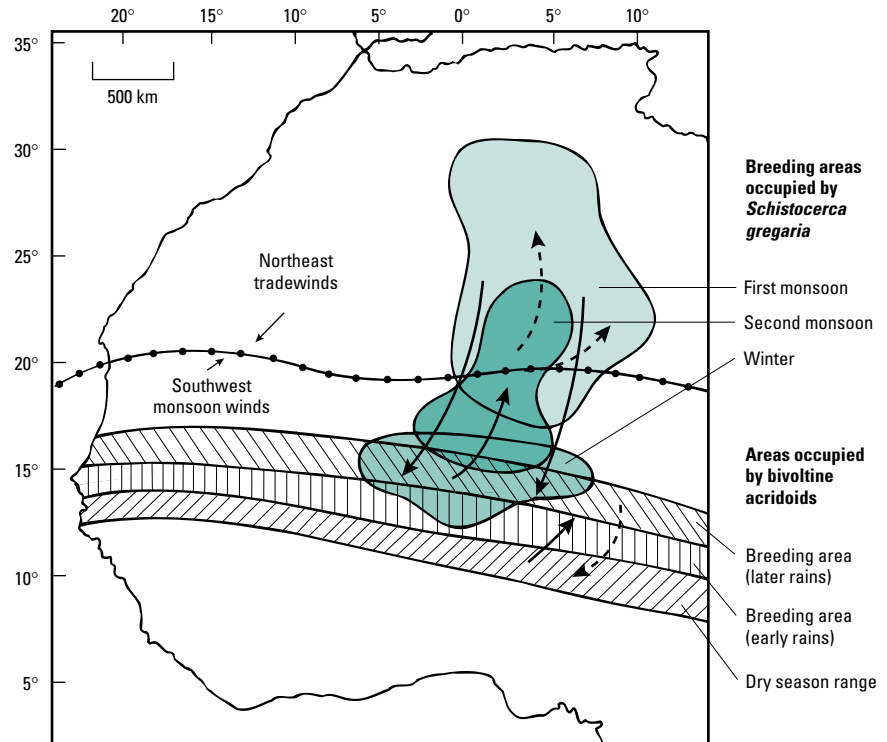 20° 15° 10° 5° 0° 5° 10°
35°
500 km
30°
25°
20°
15°
10°
5°
Northeast
tradewinds
Southwest
monsoon winds
Breeding areas
occupied by
Schistocerca
gregaria
First monsoon
Second monsoon
Winter
Areas occupied
by bivoltine
acridoids
Breeding area
(later rains)
Breeding area
(early rains)
Dry season range